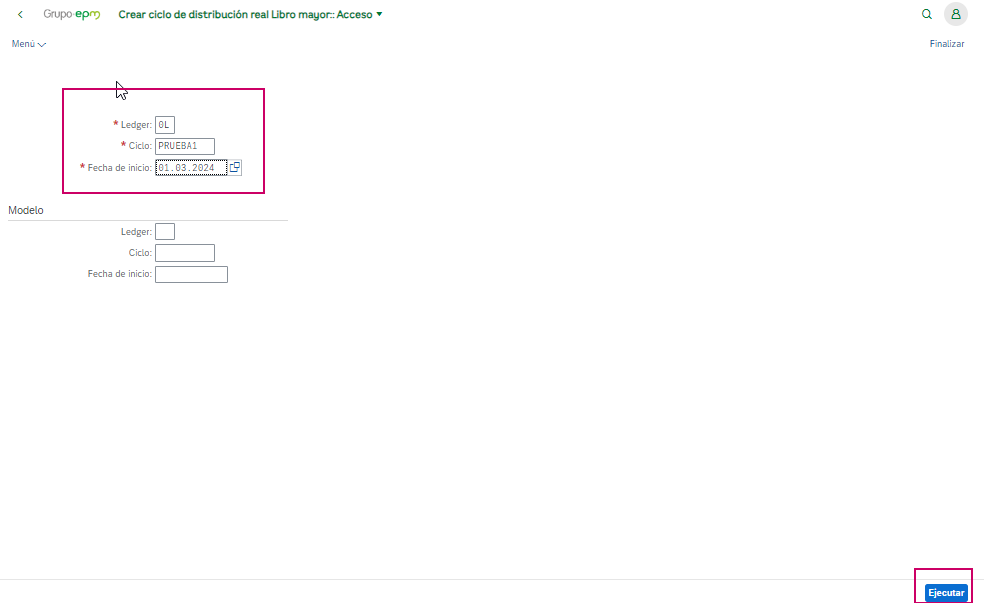 Grupo·epm Crear ciclo de distribución real Libro mayor:: Acceso
Menú Finalizar
* Ledger: 0L
* Ciclo: PRUEBA1
* Fecha de inicio: 01.03.2024
Modelo
Ledger:
Ciclo:
Fecha de inicio:
Ejecutar